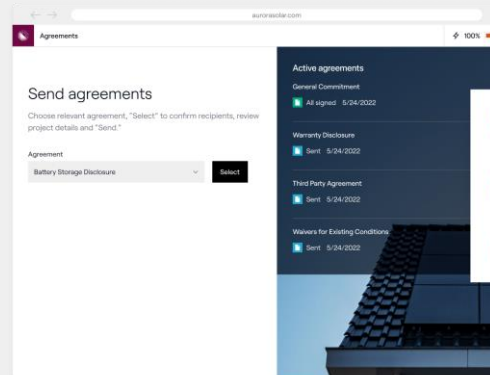 aurorasolar.com
Agreements
100%
Send agreements
Choose relevant agreement, "Select" to confirm recipients, review
project details and "Send."
Agreement
Battery Storage Disclosure
Select
Active agreements
General Commitment
All signed 5/24/2022
Warranty Disclosure
Sent 5/24/2022
Third Party Agreement
Sent 5/24/2022
Waivers for Existing Conditions
Sent 5/24/2022